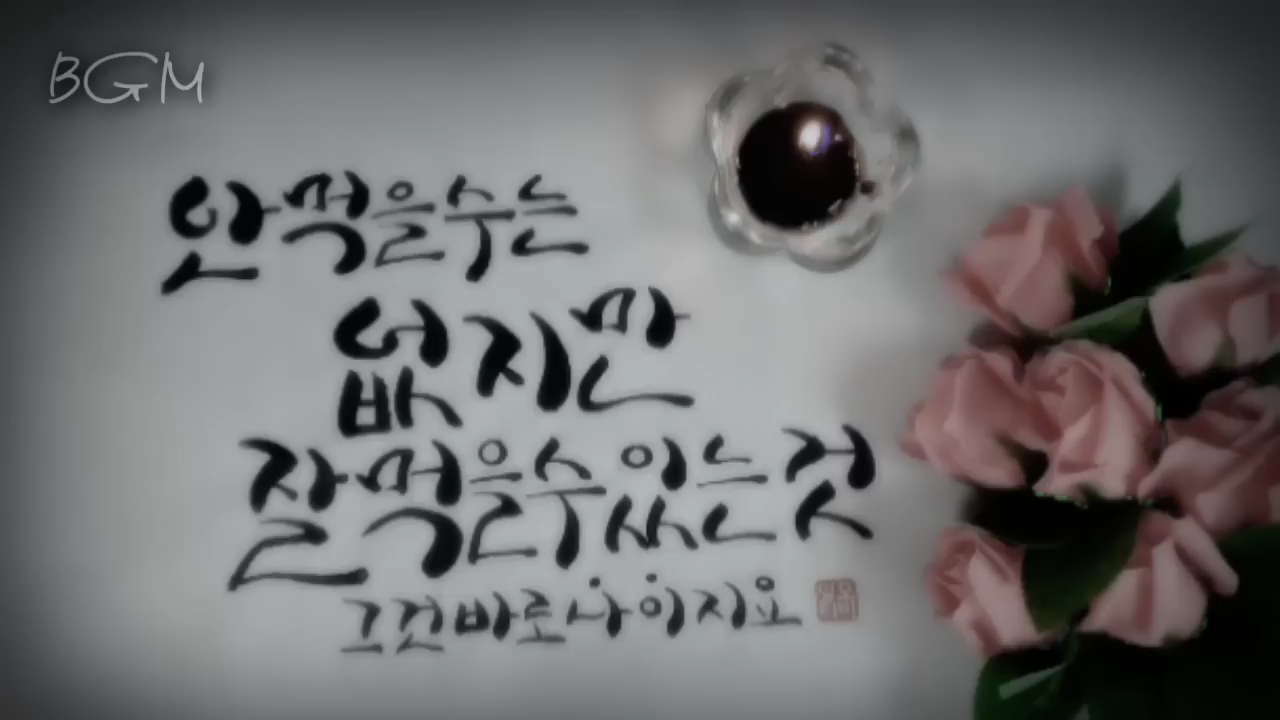 BGM
안 먹을 수는
없지만
잘 먹을 수 있는 것
그건 바로 나이지요